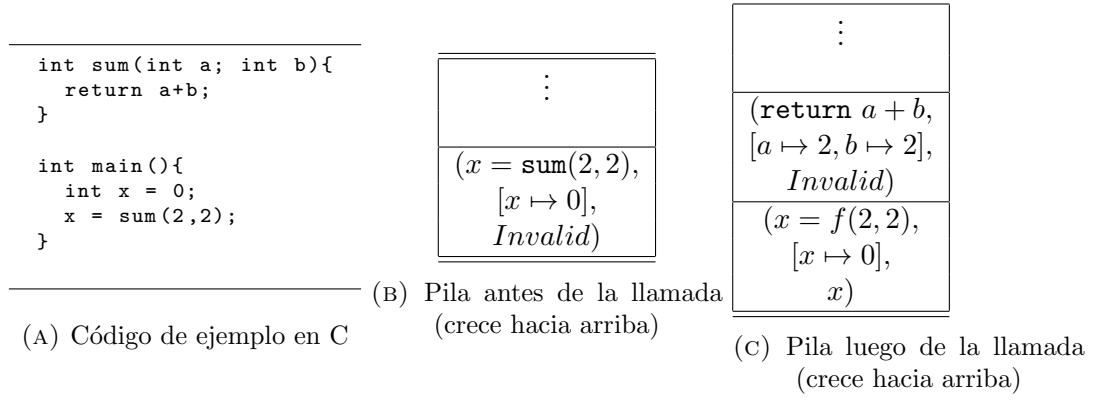 int sum(int a; int b){
return a+b;
}
int main(){
int x = 0;
x = sum(2,2);
}
(A) Código de ejemplo en C
⋮
(x = sum(2, 2),
[x ↦ 0],
Invalid)
(B) Pila antes de la llamada
(crece hacia arriba)
⋮
(return a + b,
[a ↦ 2, b ↦ 2],
Invalid)
(x = f(2, 2),
[x ↦ 0],
x)
(C) Pila luego de la llamada
(crece hacia arriba)